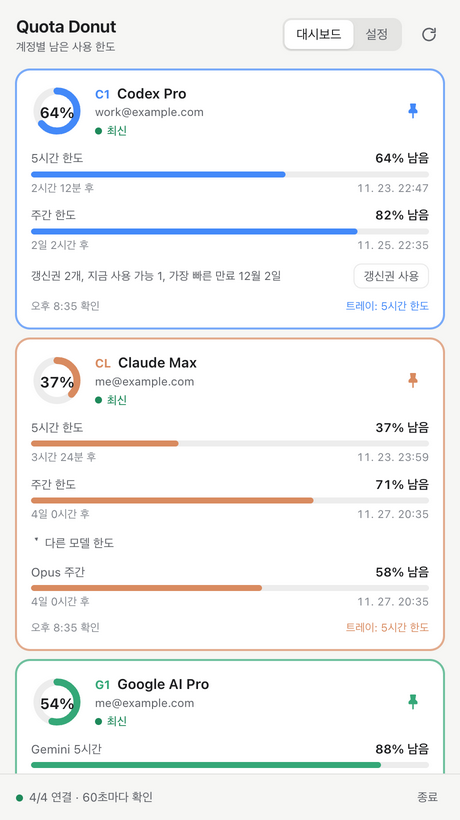 Quota Donut
계정별 남은 사용 한도
대시보드
설정
64%
C1 Codex Pro
work@example.com
최신
5시간 한도 64% 남음
2시간 12분 후 11. 23. 22:47
주간 한도 82% 남음
2일 2시간 후 11. 25. 22:35
갱신권 2개, 지금 사용 가능 1, 가장 빠른 만료 12월 2일 갱신권 사용
오후 8:35 확인 트레이: 5시간 한도
37%
CL Claude Max
me@example.com
최신
5시간 한도 37% 남음
3시간 24분 후 11. 23. 23:59
주간 한도 71% 남음
4일 0시간 후 11. 27. 20:35
다른 모델 한도
Opus 주간 58% 남음
4일 0시간 후 11. 27. 20:35
오후 8:35 확인 트레이: 5시간 한도
54%
G1 Google AI Pro
me@example.com
최신
Gemini 5시간 88% 남음
4/4 연결 · 60초마다 확인 종료